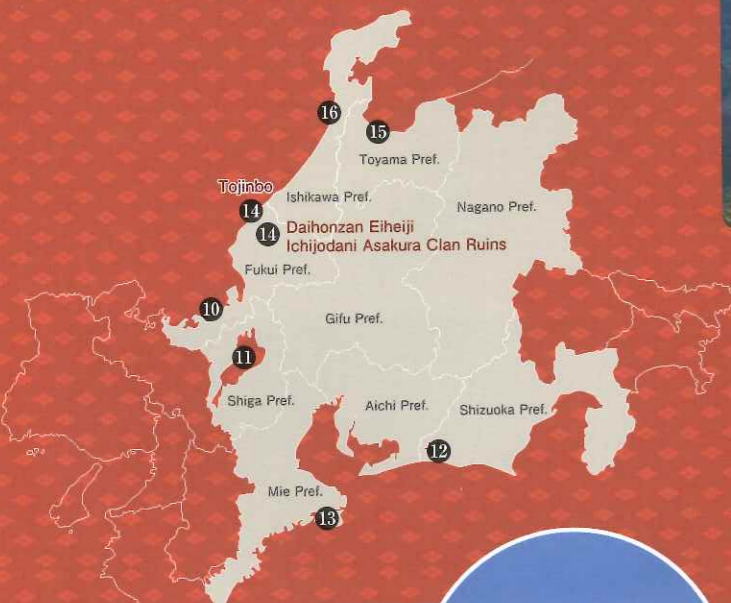 16
15
Toyama Pref.
Tojinbo
Ishikawa Pref.
Nagano Pref.
14
14 Daihonzan Eiheiji
Ichijodani Asakura Clan Ruins
Fukui Pref.
10
Gifu Pref.
11
Shiga Pref.
Aichi Pref.
Shizuoka Pref.
12
Mie Pref.
13